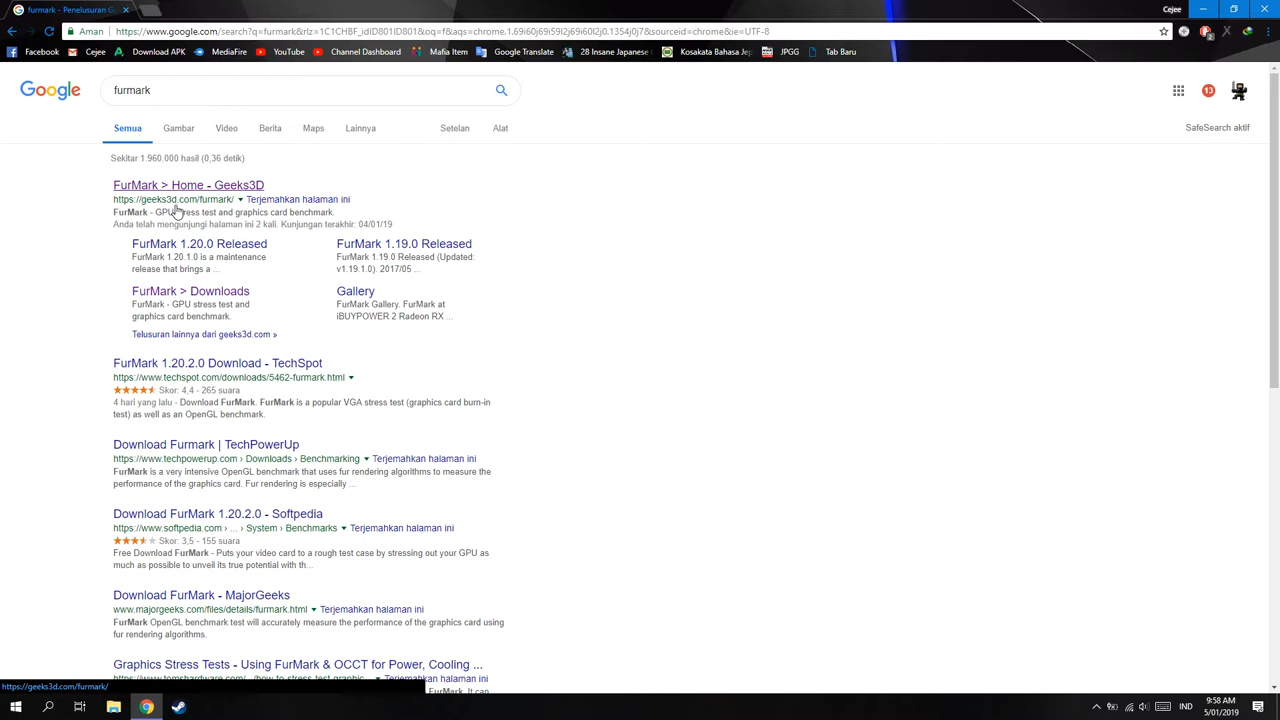 furmark - Penelusuran G
Cejee
Aman
https://www.google.com/search?q=furmark&rlz=1C1CHBF_idID801ID801&oq=f&aqs=chrome.1.69i60j69i59l2j69i60l2j0.1354j0j7&sourceid=chrome&ie=UTF-8
Facebook Cejee Download APK MediaFire YouTube Channel Dashboard Mafia Item Google Translate 28 Insane Japanese C Kosakata Bahasa Jep JPGG Tab Baru
Google
furmark
13
Semua Gambar Video Berita Maps Lainnya Setelan Alat SafeSearch aktif
Sekitar 1.960.000 hasil (0,36 detik)
FurMark > Home - Geeks3D
https://geeks3d.com/furmark/ Terjemahkan halaman ini
FurMark - GPU stress test and graphics card benchmark.
Anda telah mengunjungi halaman ini 2 kali. Kunjungan terakhir: 04/01/19
FurMark 1.20.0 Released
FurMark 1.20.1.0 is a maintenance
release that brings a ...
FurMark 1.19.0 Released
FurMark 1.19.0 Released (Updated:
v1.19.1.0). 2017/05 ...
FurMark > Downloads
FurMark - GPU stress test and
graphics card benchmark.
Gallery
FurMark Gallery. FurMark at
iBUYPOWER 2 Radeon RX ...
Telusuran lainnya dari geeks3d.com »
FurMark 1.20.2.0 Download - TechSpot
https://www.techspot.com/downloads/5462-furmark.html
Skor: 4,4 - 265 suara
4 hari yang lalu - Download FurMark. FurMark is a popular VGA stress test (graphics card burn-in
test) as well as an OpenGL benchmark.
Download Furmark | TechPowerUp
https://www.techpowerup.com › Downloads › Benchmarking Terjemahkan halaman ini
FurMark is a very intensive OpenGL benchmark that uses fur rendering algorithms to measure the
performance of the graphics card. Fur rendering is especially ...
Download FurMark 1.20.2.0 - Softpedia
https://www.softpedia.com › ... › System › Benchmarks Terjemahkan halaman ini
Skor: 3,5 - 155 suara
Free Download FurMark - Puts your video card to a rough test case by stressing out your GPU as
much as possible to unveil its true potential with th...
Download FurMark - MajorGeeks
www.majorgeeks.com/files/details/furmark.html Terjemahkan halaman ini
FurMark OpenGL benchmark test will accurately measure the performance of the graphics card using
fur rendering algorithms.
Graphics Stress Tests - Using FurMark & OCCT for Power, Cooling ...
https://www.tomshardware.com/.../how-to-stress-test-graphic... Terjemahkan halaman ini
FurMark. It can
https://geeks3d.com/furmark/
IND
9:58 AM
5/01/2019